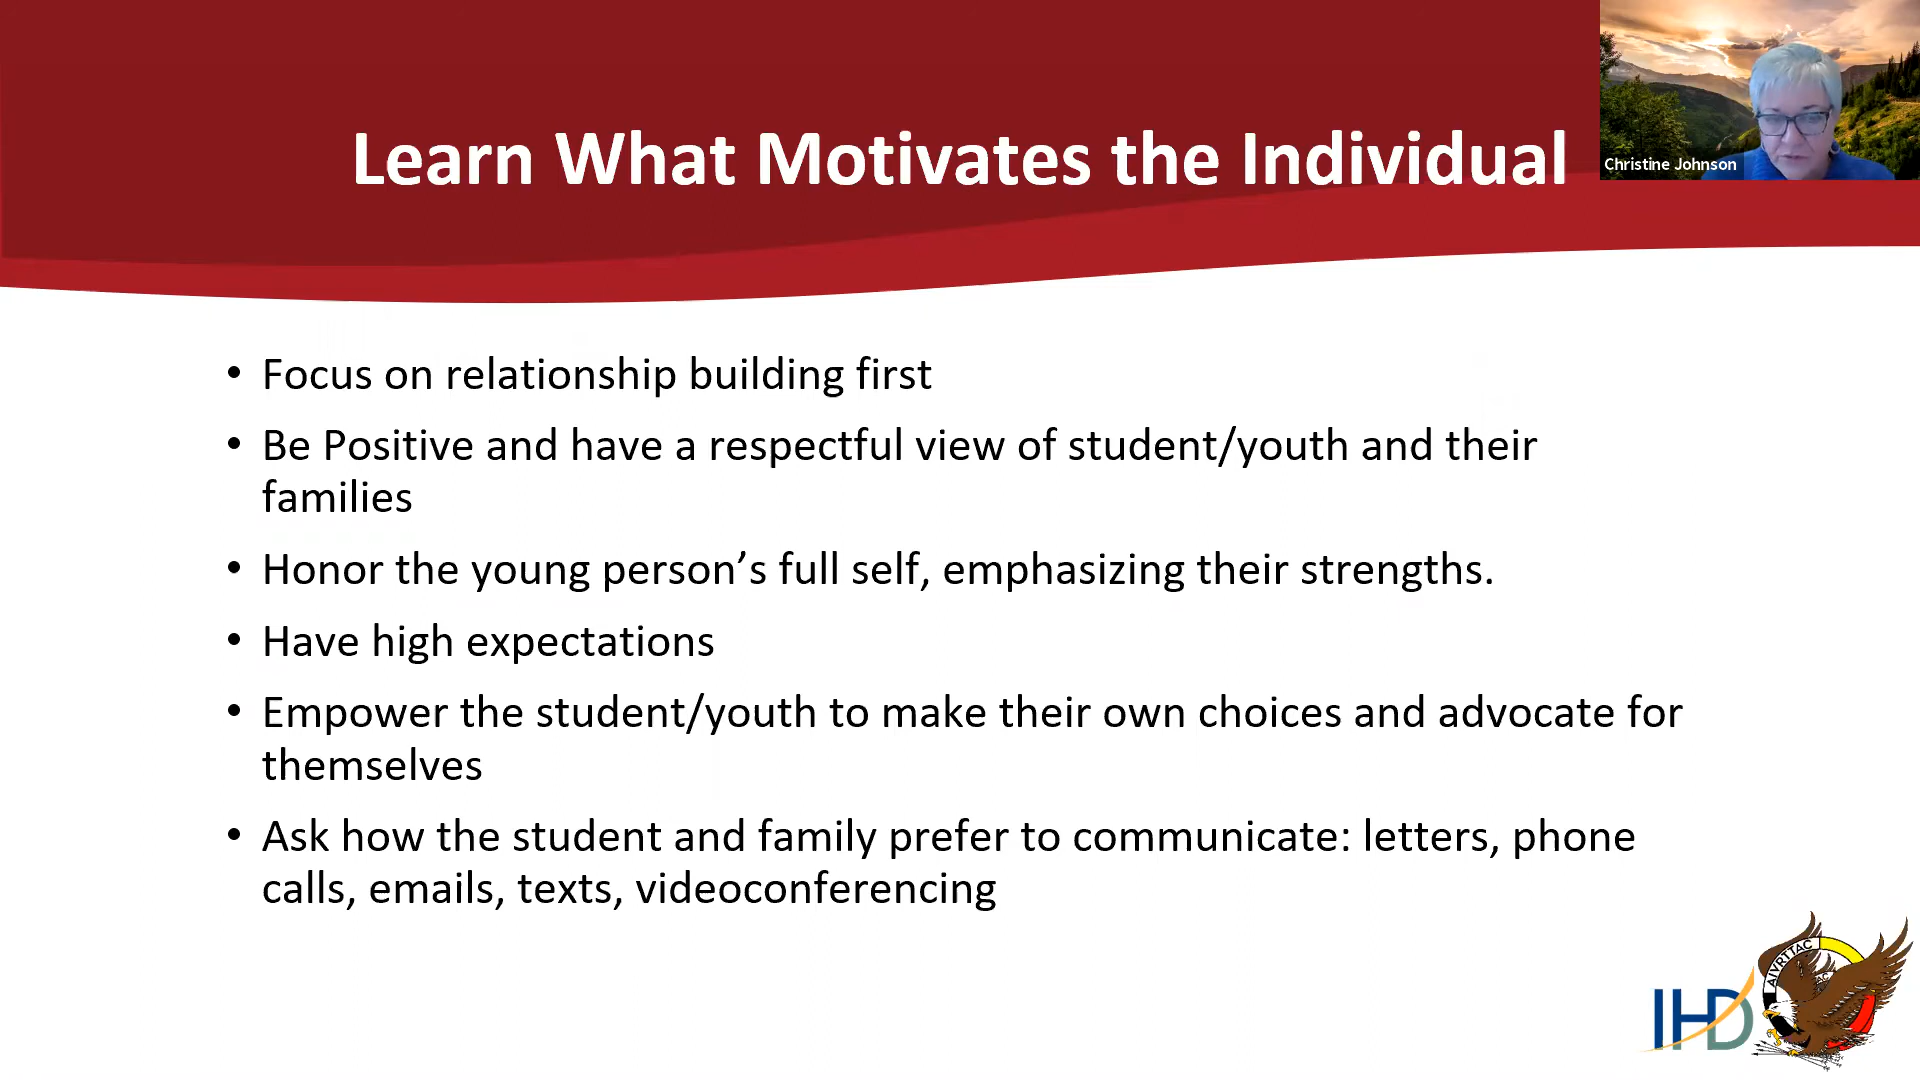 Learn What Motivates the Individual
Christine Johnson
• Focus on relationship building first
• Be Positive and have a respectful view of student/youth and their
families
• Honor the young person’s full self, emphasizing their strengths.
• Have high expectations
• Empower the student/youth to make their own choices and advocate for
themselves
• Ask how the student and family prefer to communicate: letters, phone
calls, emails, texts, videoconferencing
AIVRTTAC
IHD